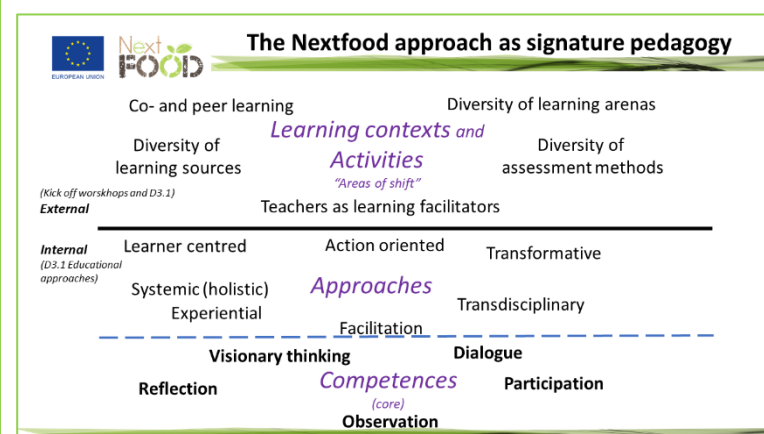 EUROPEAN UNION
Next
FOOD
The Nextfood approach as signature pedagogy
Co- and peer learning
Diversity of learning arenas
Learning contexts and
Activities
"Areas of shift"
Diversity of
learning sources
Diversity of
assessment methods
(Kick off worskhops and D3.1)
External
Teachers as learning facilitators
Internal
(D3.1 Educational
approaches)
Learner centred
Action oriented
Transformative
Systemic (holistic)
Approaches
Experiential
Transdisciplinary
Facilitation
Visionary thinking
Dialogue
Reflection
Competences
(core)
Participation
Observation